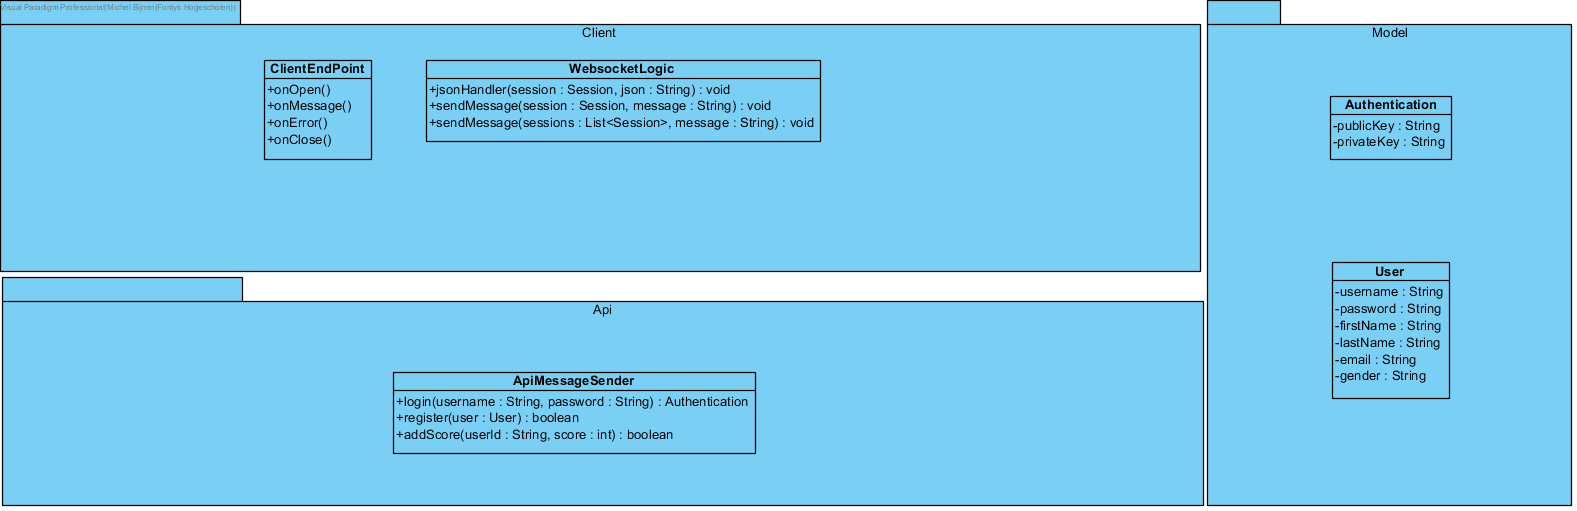 Visual Paradigm Professional(Michel Bijnen(Fontys Hogescholen))
Client
ClientEndPoint
+onOpen()
+onMessage()
+onError()
+onClose()
WebsocketLogic
+jsonHandler(session : Session, json : String) : void
+sendMessage(session : Session, message : String) : void
+sendMessage(sessions : List<Session>, message : String) : void
Model
Authentication
-publicKey : String
-privateKey : String
User
-username : String
-password : String
-firstName : String
-lastName : String
-email : String
-gender : String
Api
ApiMessageSender
+login(username : String, password : String) : Authentication
+register(user : User) : boolean
+addScore(userId : String, score : int) : boolean